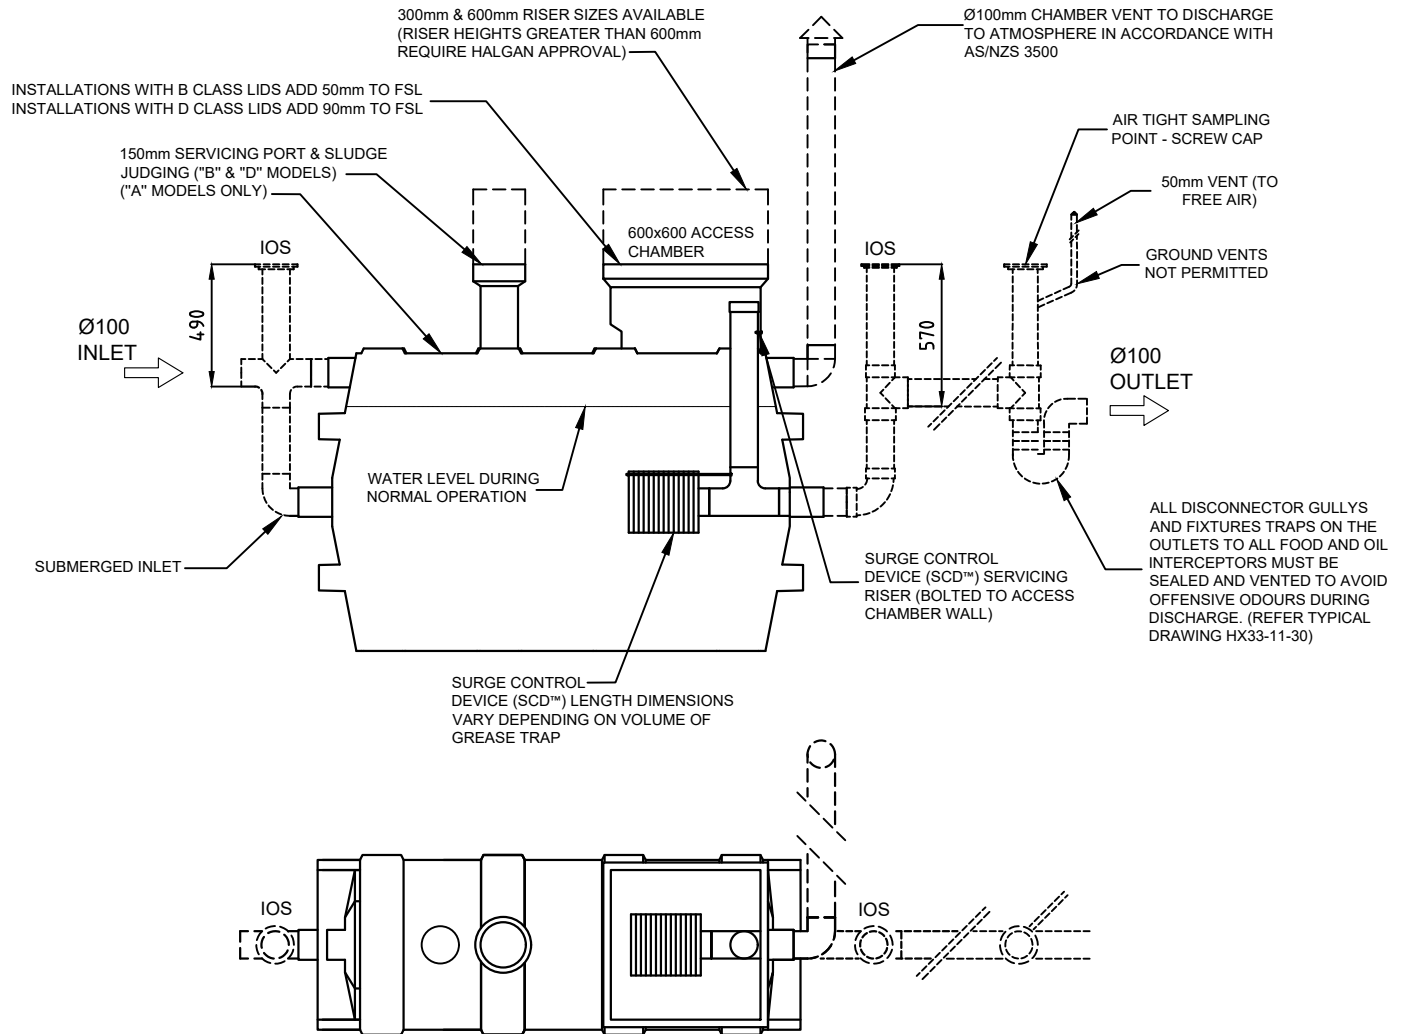 300mm & 600mm RISER SIZES AVAILABLE
(RISER HEIGHTS GREATER THAN 600mm
REQUIRE HALGAN APPROVAL)
Ø100mm CHAMBER VENT TO DISCHARGE
TO ATMOSPHERE IN ACCORDANCE WITH
AS/NZS 3500
INSTALLATIONS WITH B CLASS LIDS ADD 50mm TO FSL
INSTALLATIONS WITH D CLASS LIDS ADD 90mm TO FSL
AIR TIGHT SAMPLING
POINT - SCREW CAP
150mm SERVICING PORT & SLUDGE
JUDGING ("B" & "D" MODELS)
("A" MODELS ONLY)
50mm VENT (TO
FREE AIR)
600x600 ACCESS
CHAMBER
IOS
IOS
GROUND VENTS
NOT PERMITTED
490
570
Ø100
INLET
Ø100
OUTLET
WATER LEVEL DURING
NORMAL OPERATION
SUBMERGED INLET
SURGE CONTROL
DEVICE (SCD™) SERVICING
RISER (BOLTED TO ACCESS
CHAMBER WALL)
ALL DISCONNECTOR GULLYS
AND FIXTURES TRAPS ON THE
OUTLETS TO ALL FOOD AND OIL
INTERCEPTORS MUST BE
SEALED AND VENTED TO AVOID
OFFENSIVE ODOURS DURING
DISCHARGE. (REFER TYPICAL
DRAWING HX33-11-30)
SURGE CONTROL
DEVICE (SCD™) LENGTH DIMENSIONS
VARY DEPENDING ON VOLUME OF
GREASE TRAP
IOS
IOS